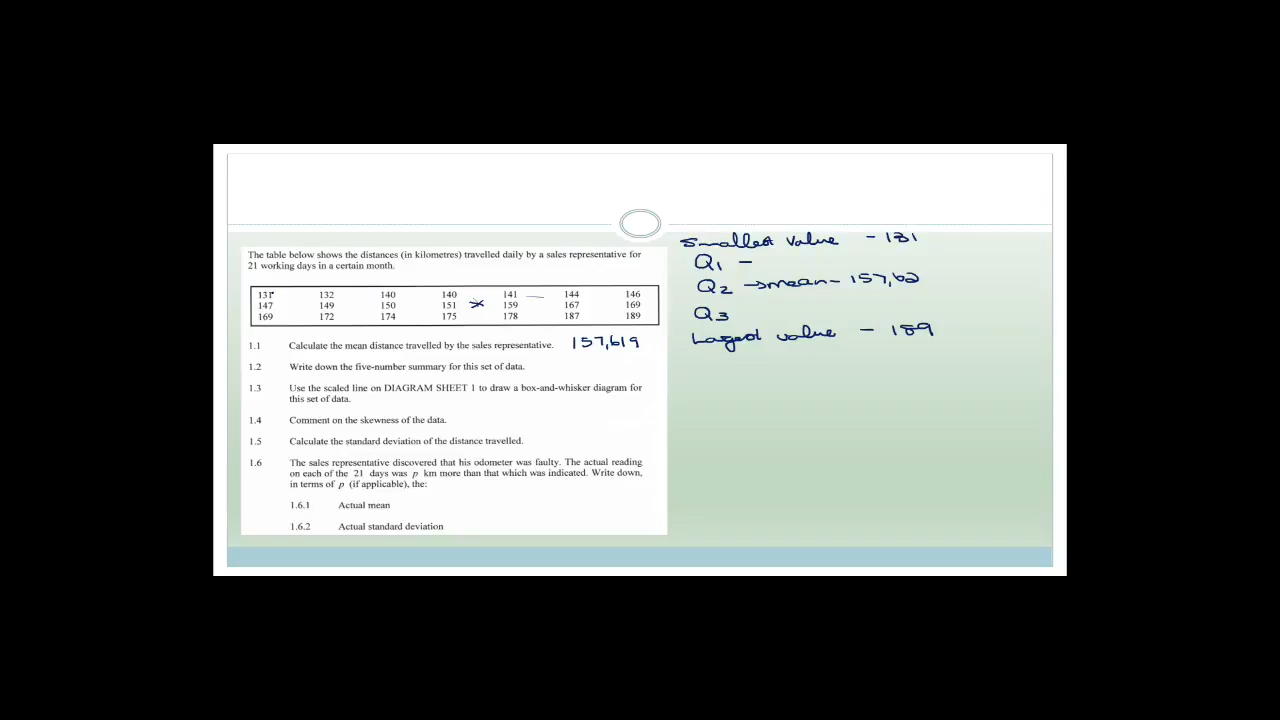 The table below shows the distances (in kilometres) travelled daily by a sales representative for
21 working days in a certain month.
131 132 140 140 141 144 146
147 149 150 151 159 167 169
169 172 174 175 178 187 189
1.1 Calculate the mean distance travelled by the sales representative. 157,619
1.2 Write down the five-number summary for this set of data.
1.3 Use the scaled line on DIAGRAM SHEET 1 to draw a box-and-whisker diagram for
this set of data.
1.4 Comment on the skewness of the data.
1.5 Calculate the standard deviation of the distance travelled.
1.6 The sales representative discovered that his odometer was faulty. The actual reading
on each of the 21 days was p km more than that which was indicated. Write down,
in terms of p (if applicable), the:
1.6.1 Actual mean
1.6.2 Actual standard deviation
Smallest value - 131
Q1 -
Q2 → mean - 157,62
Q3
Largest value - 189